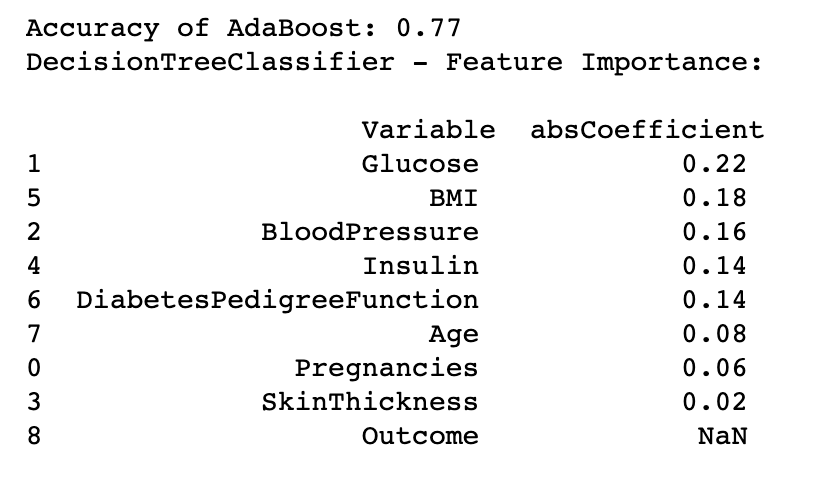 Accuracy of AdaBoost: 0.77
DecisionTreeClassifier - Feature Importance:
Variable absCoefficient
1 Glucose 0.22
5 BMI 0.18
2 BloodPressure 0.16
4 Insulin 0.14
6 DiabetesPedigreeFunction 0.14
7 Age 0.08
0 Pregnancies 0.06
3 SkinThickness 0.02
8 Outcome NaN